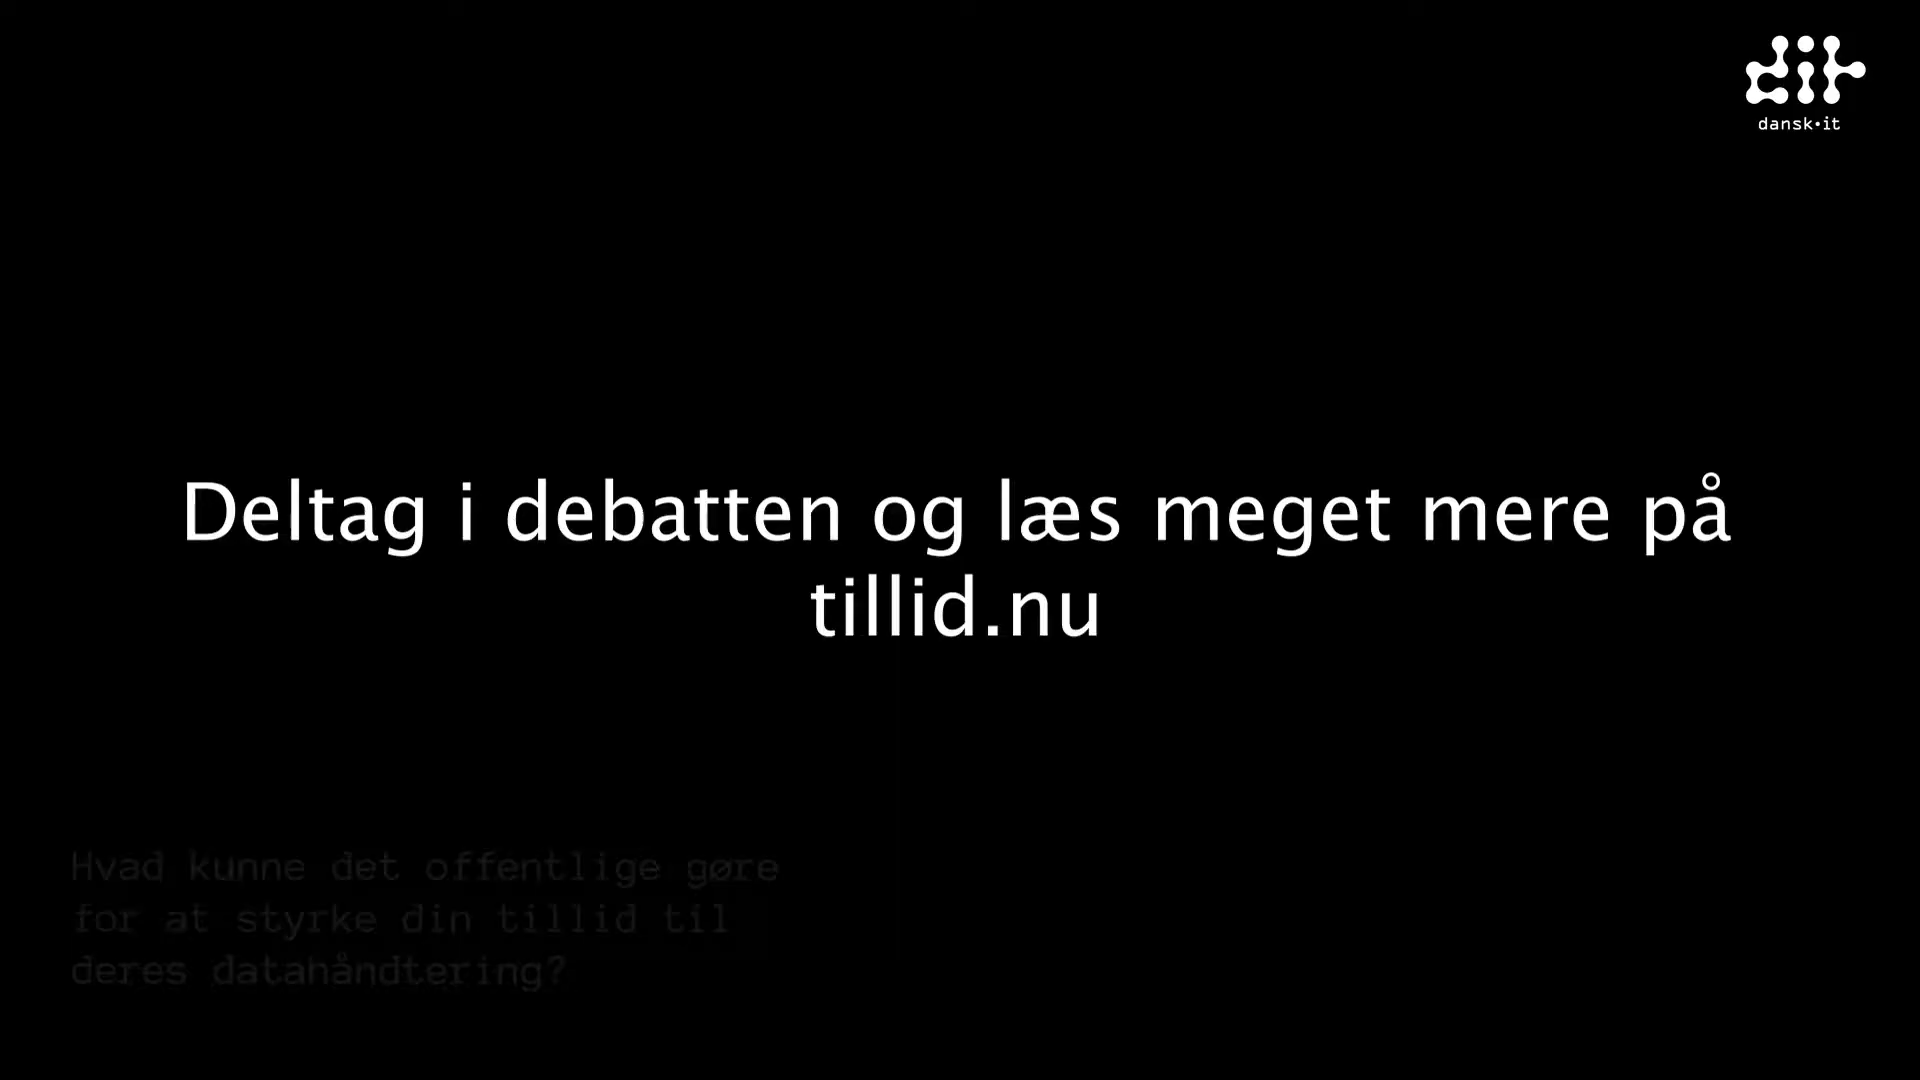 dit
dansk•it
Deltag i debatten og læs meget mere på
tillid.nu
Hvad kunne det offentlige gøre
for at styrke din tillid til
deres datahåndtering?